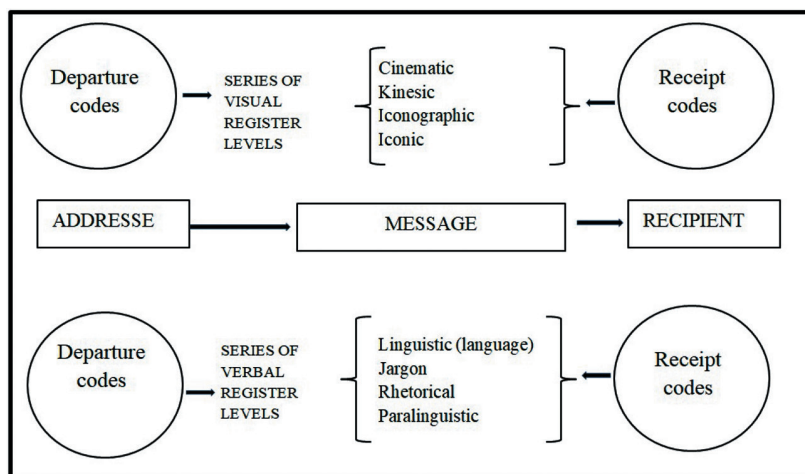 Departure
codes
SERIES OF
VISUAL
REGISTER
LEVELS
Cinematic
Kinesic
Iconographic
Iconic
Receipt
codes
ADDRESSE
MESSAGE
RECIPIENT
Departure
codes
SERIES OF
VERBAL
REGISTER
LEVELS
Linguistic (language)
Jargon
Rhetorical
Paralinguistic
Receipt
codes